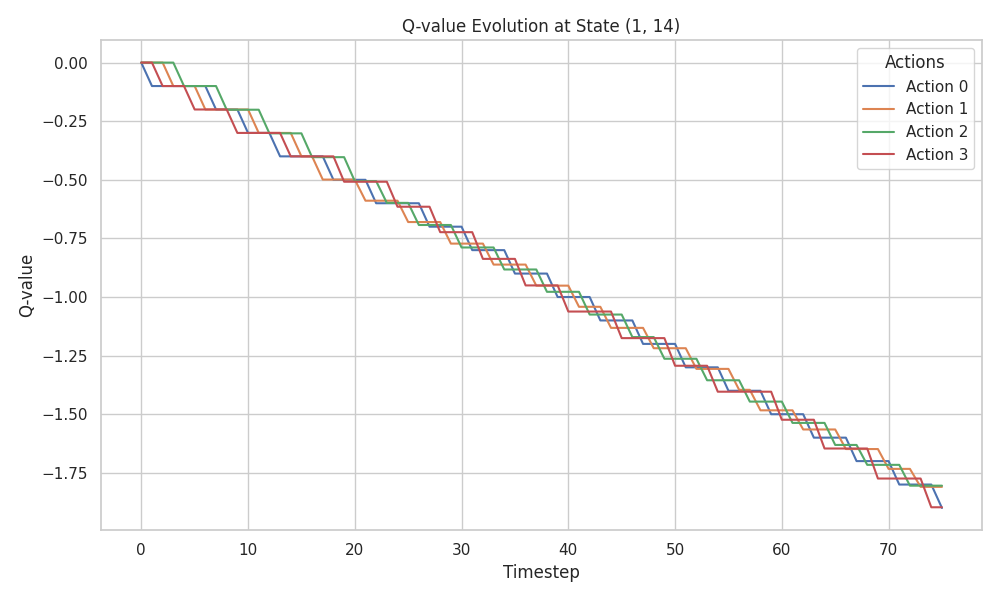 Q-value Evolution at State (1, 14)
Actions
Action 0
Action 1
Action 2
Action 3
Q-value
0.00
−0.25
−0.50
−0.75
−1.00
−1.25
−1.50
−1.75
0 10 20 30 40 50 60 70
Timestep